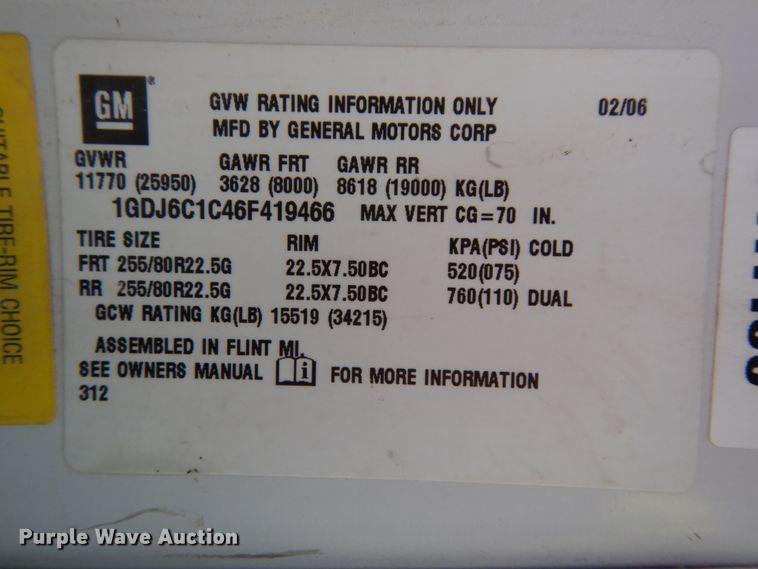 GM
GVW RATING INFORMATION ONLY 02/06
MFD BY GENERAL MOTORS CORP
GVWR GAWR FRT GAWR RR
11770 (25950) 3628 (8000) 8618 (19000) KG(LB)
1GDJ6C1C46F419466 MAX VERT CG=70 IN.
TIRE SIZE RIM KPA(PSI) COLD
FRT 255/80R22.5G 22.5X7.50BC 520(075)
RR 255/80R22.5G 22.5X7.50BC 760(110) DUAL
GCW RATING KG(LB) 15519 (34215)
ASSEMBLED IN FLINT MI.
SEE OWNERS MANUAL i FOR MORE INFORMATION
312
TIRE-RIM CHOICE
Purple Wave Auction